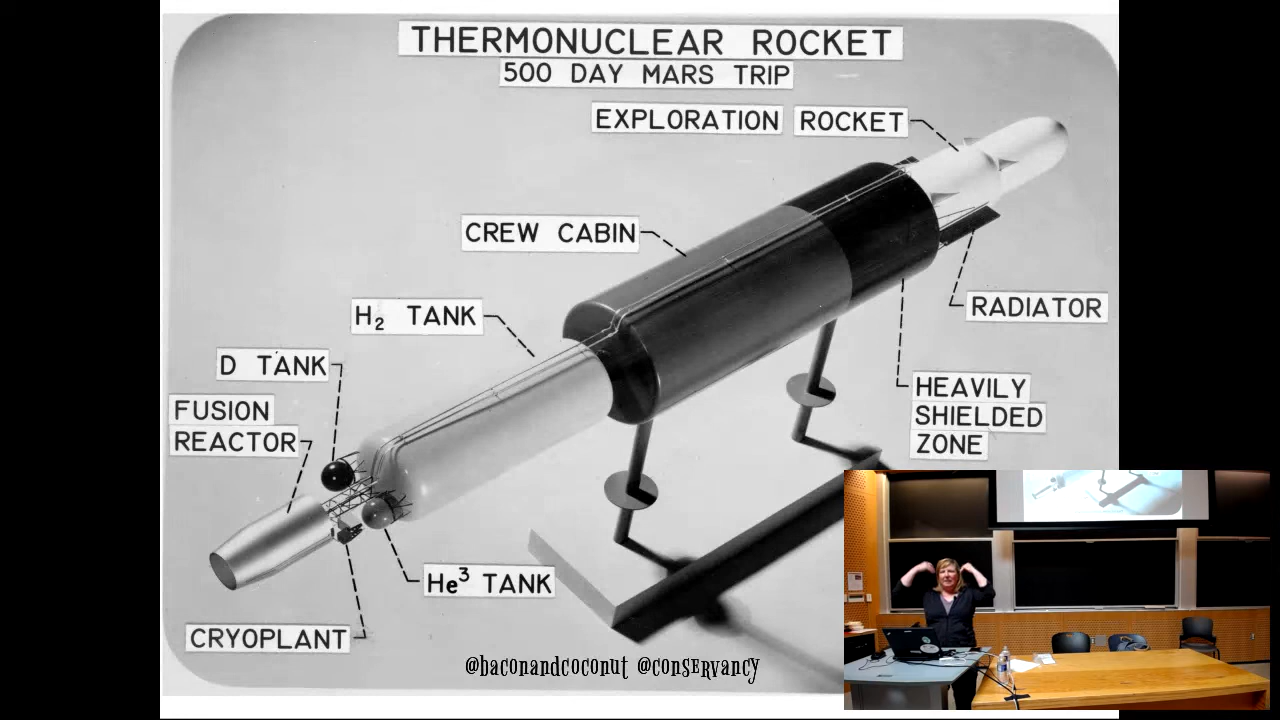 THERMONUCLEAR ROCKET
500 DAY MARS TRIP
EXPLORATION ROCKET
CREW CABIN
H₂ TANK
RADIATOR
D TANK
FUSION
REACTOR
HEAVILY
SHIELDED
ZONE
He³ TANK
CRYOPLANT
@baconandcoconut @conservancy